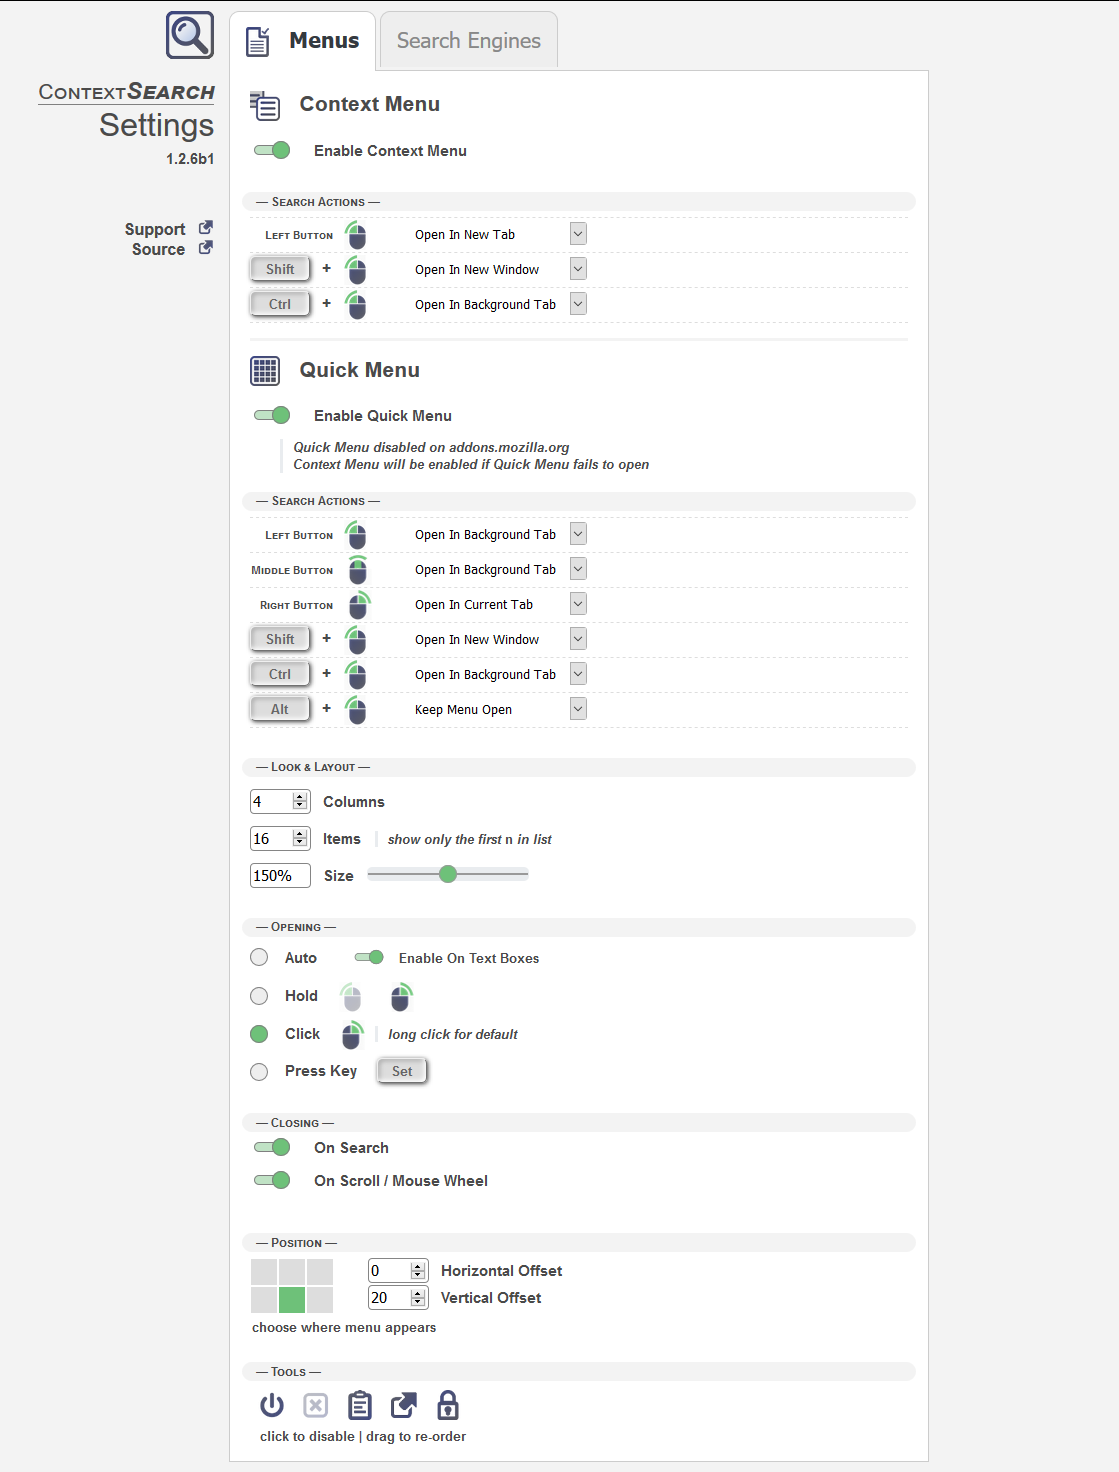 Menus
Search Engines
CONTEXTSEARCH
Settings
1.2.6b1
Support
Source
Context Menu
Enable Context Menu
— SEARCH ACTIONS —
LEFT BUTTON Open In New Tab
Shift + Open In New Window
Ctrl + Open In Background Tab
Quick Menu
Enable Quick Menu
Quick Menu disabled on addons.mozilla.org
Context Menu will be enabled if Quick Menu fails to open
— SEARCH ACTIONS —
LEFT BUTTON Open In Background Tab
MIDDLE BUTTON Open In Background Tab
RIGHT BUTTON Open In Current Tab
Shift + Open In New Window
Ctrl + Open In Background Tab
Alt + Keep Menu Open
— LOOK & LAYOUT —
4 Columns
16 Items show only the first n in list
150% Size
— OPENING —
Auto Enable On Text Boxes
Hold
Click long click for default
Press Key Set
— CLOSING —
On Search
On Scroll / Mouse Wheel
— POSITION —
0 Horizontal Offset
20 Vertical Offset
choose where menu appears
— TOOLS —
click to disable | drag to re-order